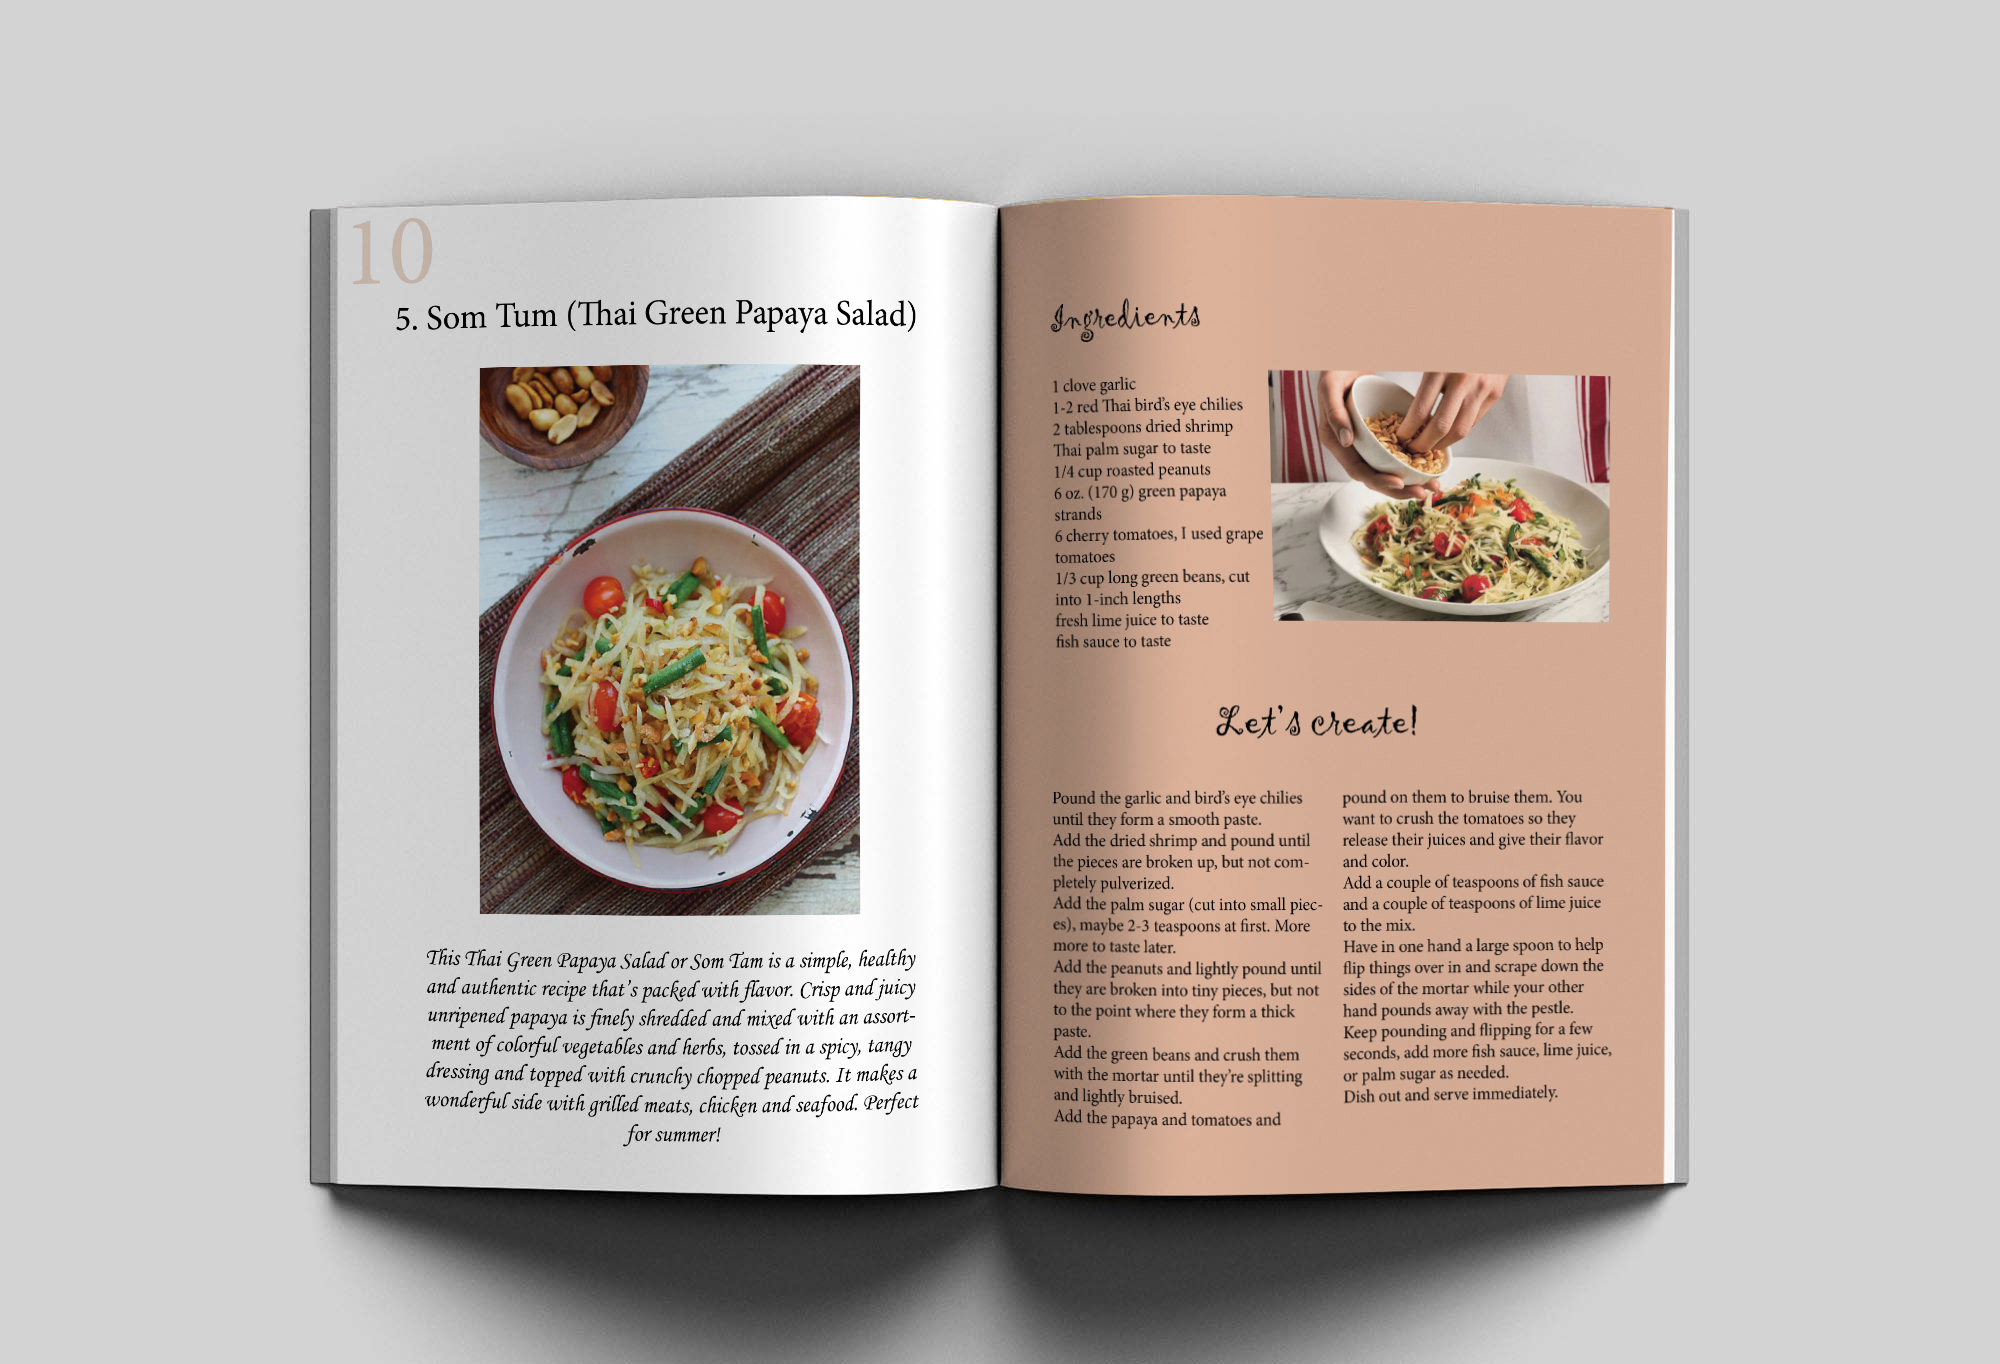 10
5. Som Tum (Thai Green Papaya Salad)
This Thai Green Papaya Salad or Som Tam is a simple, healthy
and authentic recipe that's packed with flavor. Crisp and juicy
unripened papaya is finely shredded and mixed with an assort-
ment of colorful vegetables and herbs, tossed in a spicy, tangy
dressing and topped with crunchy chopped peanuts. It makes a
wonderful side with grilled meats, chicken and seafood. Perfect
for summer!
Ingredients
1 clove garlic
1-2 red Thai bird's eye chilies
2 tablespoons dried shrimp
Thai palm sugar to taste
1/4 cup roasted peanuts
6 oz. (170 g) green papaya
strands
6 cherry tomatoes, I used grape
tomatoes
1/3 cup long green beans, cut
into 1-inch lengths
fresh lime juice to taste
fish sauce to taste
Let's create!
Pound the garlic and bird's eye chilies
until they form a smooth paste.
Add the dried shrimp and pound until
the pieces are broken up, but not com-
pletely pulverized.
Add the palm sugar (cut into small piec-
es), maybe 2-3 teaspoons at first. More
more to taste later.
Add the peanuts and lightly pound until
they are broken into tiny pieces, but not
to the point where they form a thick
paste.
Add the green beans and crush them
with the mortar until they're splitting
and lightly bruised.
Add the papaya and tomatoes and
pound on them to bruise them. You
want to crush the tomatoes so they
release their juices and give their flavor
and color.
Add a couple of teaspoons of fish sauce
and a couple of teaspoons of lime juice
to the mix.
Have in one hand a large spoon to help
flip things over in and scrape down the
sides of the mortar while your other
hand pounds away with the pestle.
Keep pounding and flipping for a few
seconds, add more fish sauce, lime juice,
or palm sugar as needed.
Dish out and serve immediately.